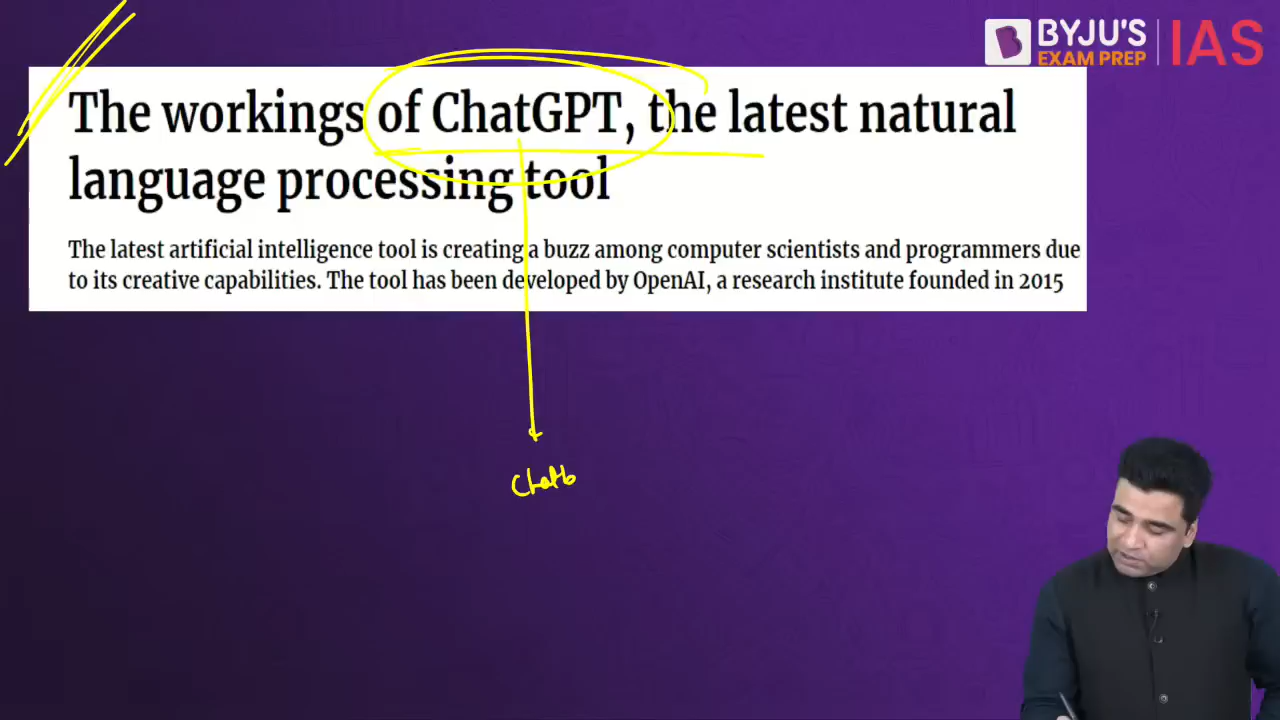 BYJU'S
EXAM PREP
IAS
The workings of ChatGPT, the latest natural
language processing tool
The latest artificial intelligence tool is creating a buzz among computer scientists and programmers due
to its creative capabilities. The tool has been developed by OpenAI, a research institute founded in 2015
Chatb